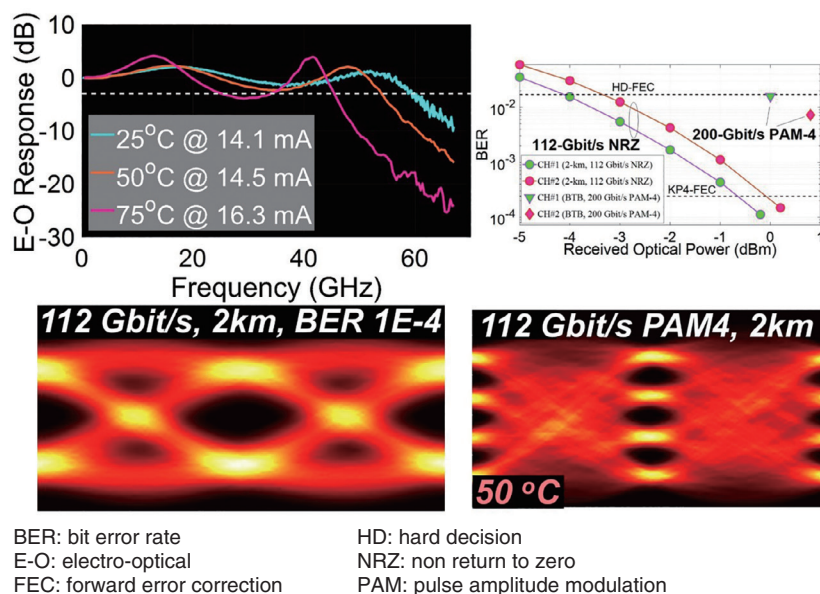 10
0
-10
-20
-30
E-O Response (dB)
25°C @ 14.1 mA
50°C @ 14.5 mA
75°C @ 16.3 mA
0 20 40 60
Frequency (GHz)
BER
10⁻²
10⁻³
10⁻⁴
HD-FEC
200-Gbit/s PAM-4
112-Gbit/s NRZ
CH#1 (2-km, 112 Gbit/s NRZ)
CH#2 (2-km, 112 Gbit/s NRZ)
CH#1 (BTB, 200 Gbit/s PAM-4)
CH#2 (BTB, 200 Gbit/s PAM-4)
KP4-FEC
-5 -4 -3 -2 -1 0 1
Received Optical Power (dBm)
112 Gbit/s, 2km, BER 1E-4
112 Gbit/s PAM4, 2km
50 °C
BER: bit error rate
E-O: electro-optical
FEC: forward error correction
HD: hard decision
NRZ: non return to zero
PAM: pulse amplitude modulation